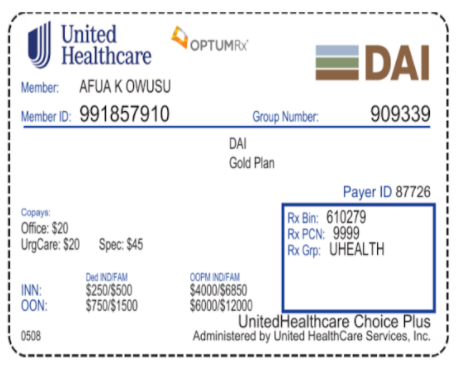 United
Healthcare
OPTUMRx®
DAI
Member: AFUA K OWUSU
Member ID: 991857910 Group Number: 909339
DAI
Gold Plan
Payer ID 87726
Copays:
Office: $20
UrgCare: $20 Spec: $45
Rx Bin: 610279
Rx PCN: 9999
Rx Grp: UHEALTH
Ded IND/FAM OOPM IND/FAM
INN: $250/$500 $4000/$6850
OON: $750/$1500 $6000/$12000
UnitedHealthcare Choice Plus
0508 Administered by United HealthCare Services, Inc.